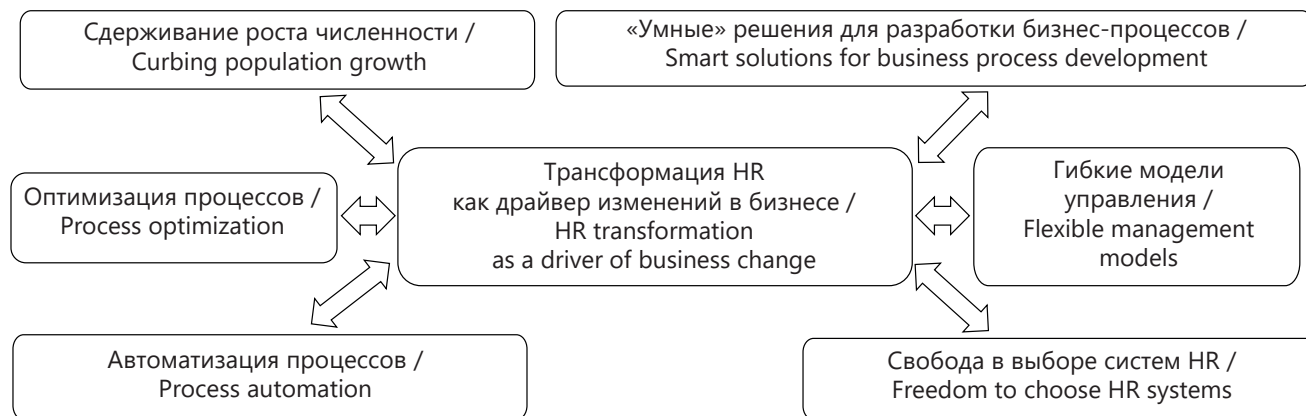 Сдерживание роста численности /
Curbing population growth
«Умные» решения для разработки бизнес-процессов /
Smart solutions for business process development
Оптимизация процессов /
Process optimization
Трансформация HR
как драйвер изменений в бизнесе /
HR transformation
as a driver of business change
Гибкие модели
управления /
Flexible management
models
Автоматизация процессов /
Process automation
Свобода в выборе систем HR /
Freedom to choose HR systems